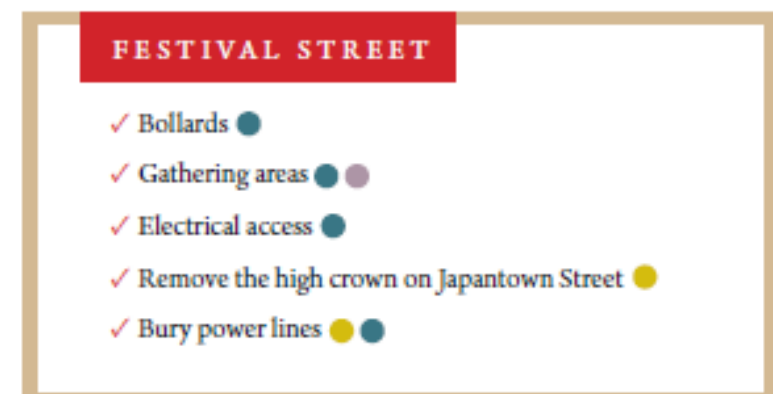 FESTIVAL STREET
✓ Bollards
✓ Gathering areas
✓ Electrical access
✓ Remove the high crown on Japantown Street
✓ Bury power lines